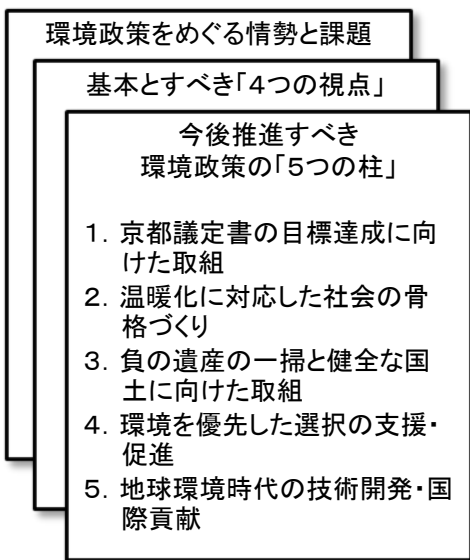 環境政策をめぐる情勢と課題
基本とすべき「4つの視点」
今後推進すべき
環境政策の「5つの柱」
1．京都議定書の目標達成に向
けた取組
2．温暖化に対応した社会の骨
格づくり
3．負の遺産の一掃と健全な国
土に向けた取組
4．環境を優先した選択の支援・
促進
5．地球環境時代の技術開発・国
際貢献